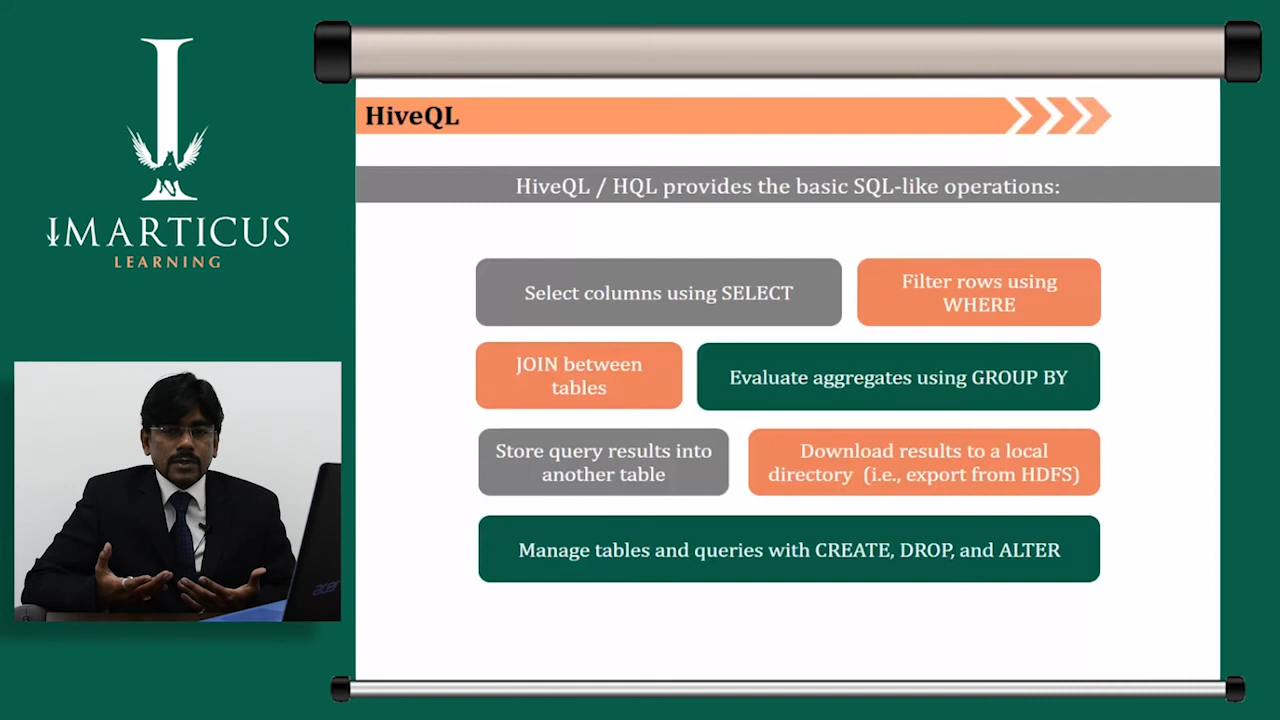 IMARTICUS
LEARNING
HiveQL
HiveQL / HQL provides the basic SQL-like operations:
Select columns using SELECT
Filter rows using
WHERE
JOIN between
tables
Evaluate aggregates using GROUP BY
Store query results into
another table
Download results to a local
directory (i.e., export from HDFS)
Manage tables and queries with CREATE, DROP, and ALTER
acer